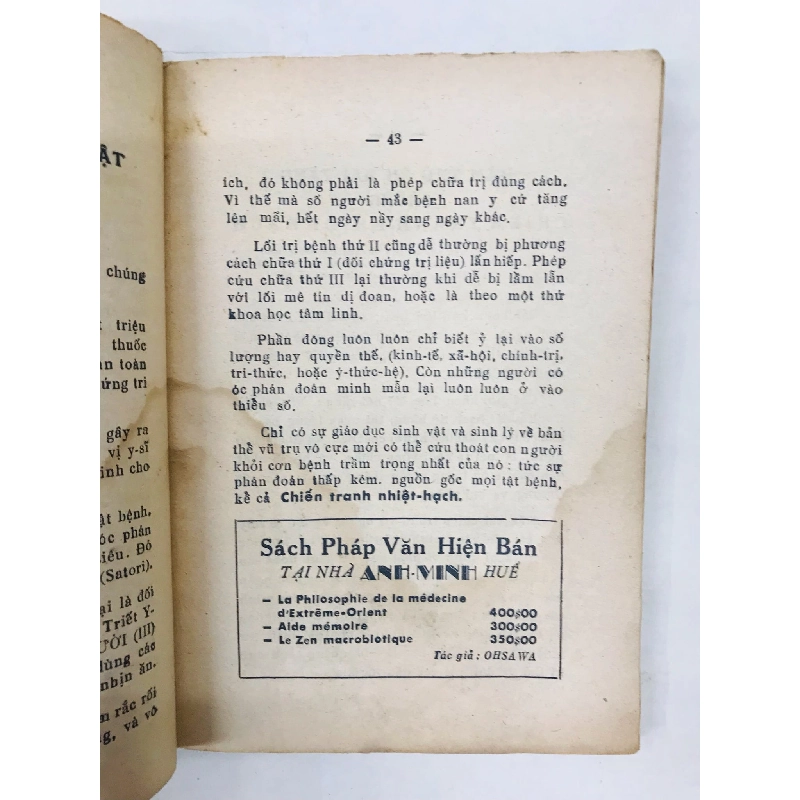 ẬT
chúng
triệu
thuốc
n toàn
ứng tri
gây ra
vị y-sĩ
inh cho
ật bệnh,
óc phán
iều. Đó
(Satori).
ại là đối
Triết Y-
ƯỜI (III)
dùng các
nhịn ăn.
m rắc rối
g, và vô
— 43 —
ích, đó không phải là phép chữa trị đúng cách.
Vì thế mà số người mắc bệnh nan y cứ tăng
lên mãi, hết ngày nầy sang ngày khác.
Lối trị bệnh thứ II cũng dễ thường bị phương
cách chữa thứ I (đối chứng trị liệu) lấn hiếp. Phép
cứu chữa thứ III lại thường khi dễ bị lầm lẫn
với lối mê tín dị đoan, hoặc là theo một thứ
khoa học tâm linh.
Phần đông luôn luôn chỉ biết ỷ lại vào số
lượng hay quyền thế, (kinh-tế, xã-hội, chính-trị,
tri-thức, hoặc ý-thức-hệ), Còn những người có
óc phán đoán minh mẫn lại luôn luôn ở vào
thiểu số.
Chỉ có sự giáo dục sinh vật và sinh lý về bản
thể vũ trụ vô cực mới có thể cứu thoát con người
khỏi cơn bệnh trầm trọng nhất của nó : tức sự
phán đoán thấp kém. nguồn gốc mọi tật bệnh,
kể cả Chiến tranh nhiệt-hạch.
Sách Pháp Văn Hiện Bán
TẠI NHÀ ANH-MINH HUẾ
— La Philosophie de la médecine
d'Extrême-Orient 400$00
— Aide mémoire 300$00
— Le Zen macrobiotique 350$00
Tác giả : OHSAWA